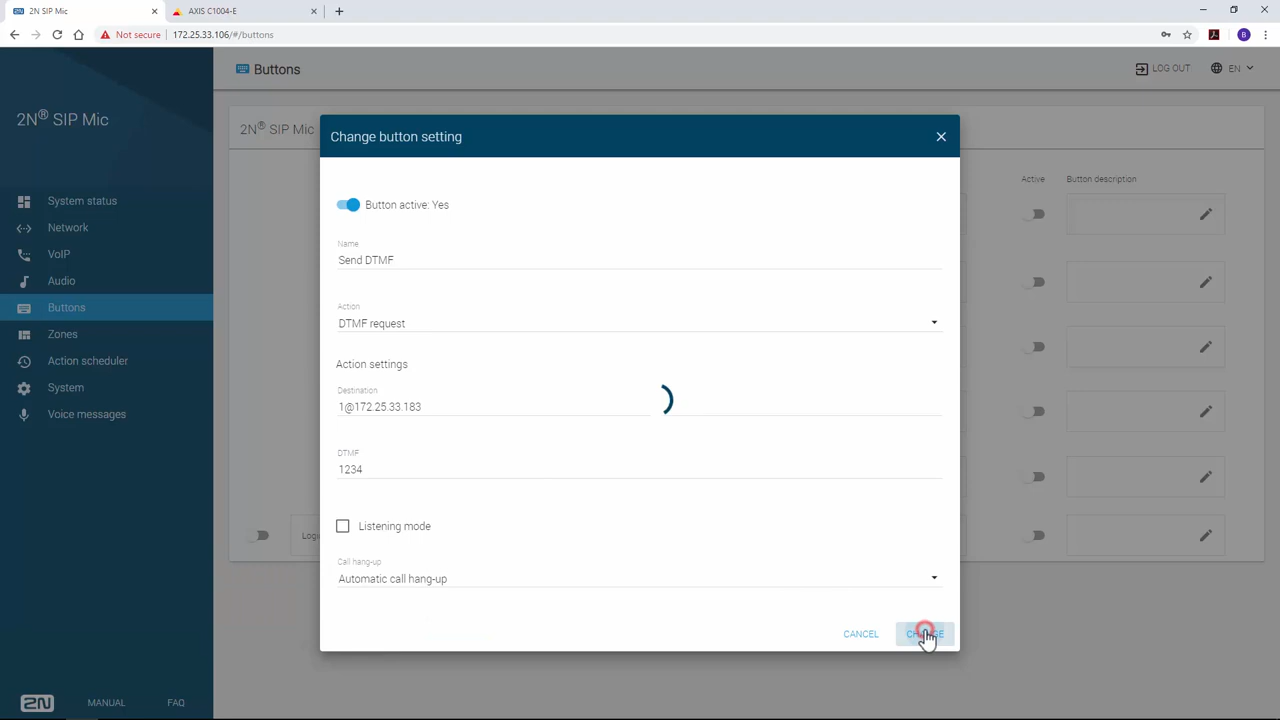 2N SIP Mic
AXIS C1004-E
Not secure
172.25.33.106/#/buttons
B
2N® SIP Mic
System status
Network
VoIP
Audio
Buttons
Zones
Action scheduler
System
Voice messages
2N
MANUAL
FAQ
Buttons
LOG OUT
EN
2N® SIP Mic
Active
Button description
Change button setting
Button active: Yes
Name
Send DTMF
Action
DTMF request
Action settings
Destination
1@172.25.33.183
DTMF
1234
Listening mode
Call hang-up
Automatic call hang-up
CANCEL
CHANGE